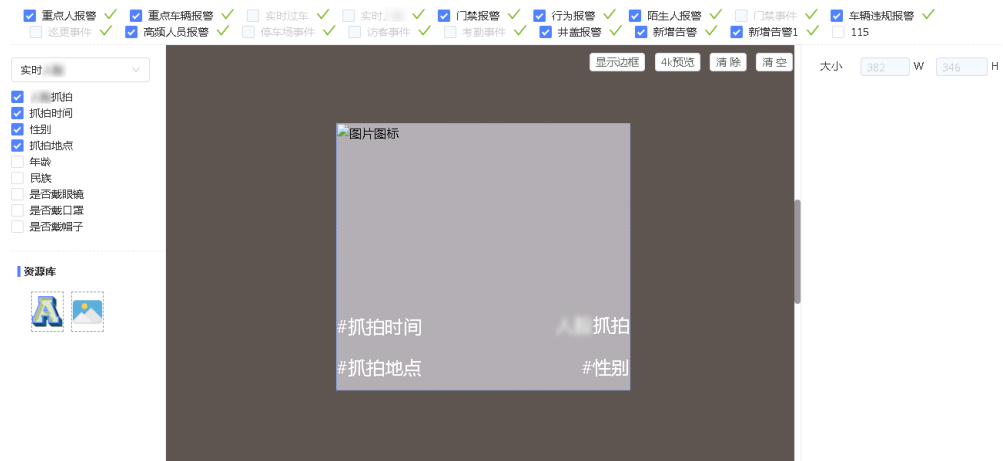 重点人报警 重点车辆报警 实时过车 实时 门禁报警 行为报警 陌生人报警 门禁事件 车辆违规报警
巡更事件 高频人员报警 停车场事件 访客事件 考勤事件 井盖报警 新增告警 新增告警1 115
显示边框 4k预览 清除 清空
大小 382 W 346 H
实时
抓拍
抓拍时间
性别
抓拍地点
年龄
民族
是否戴眼镜
是否戴口罩
是否戴帽子
资源库
A
图片图标
#抓拍时间 抓拍
#抓拍地点 #性别